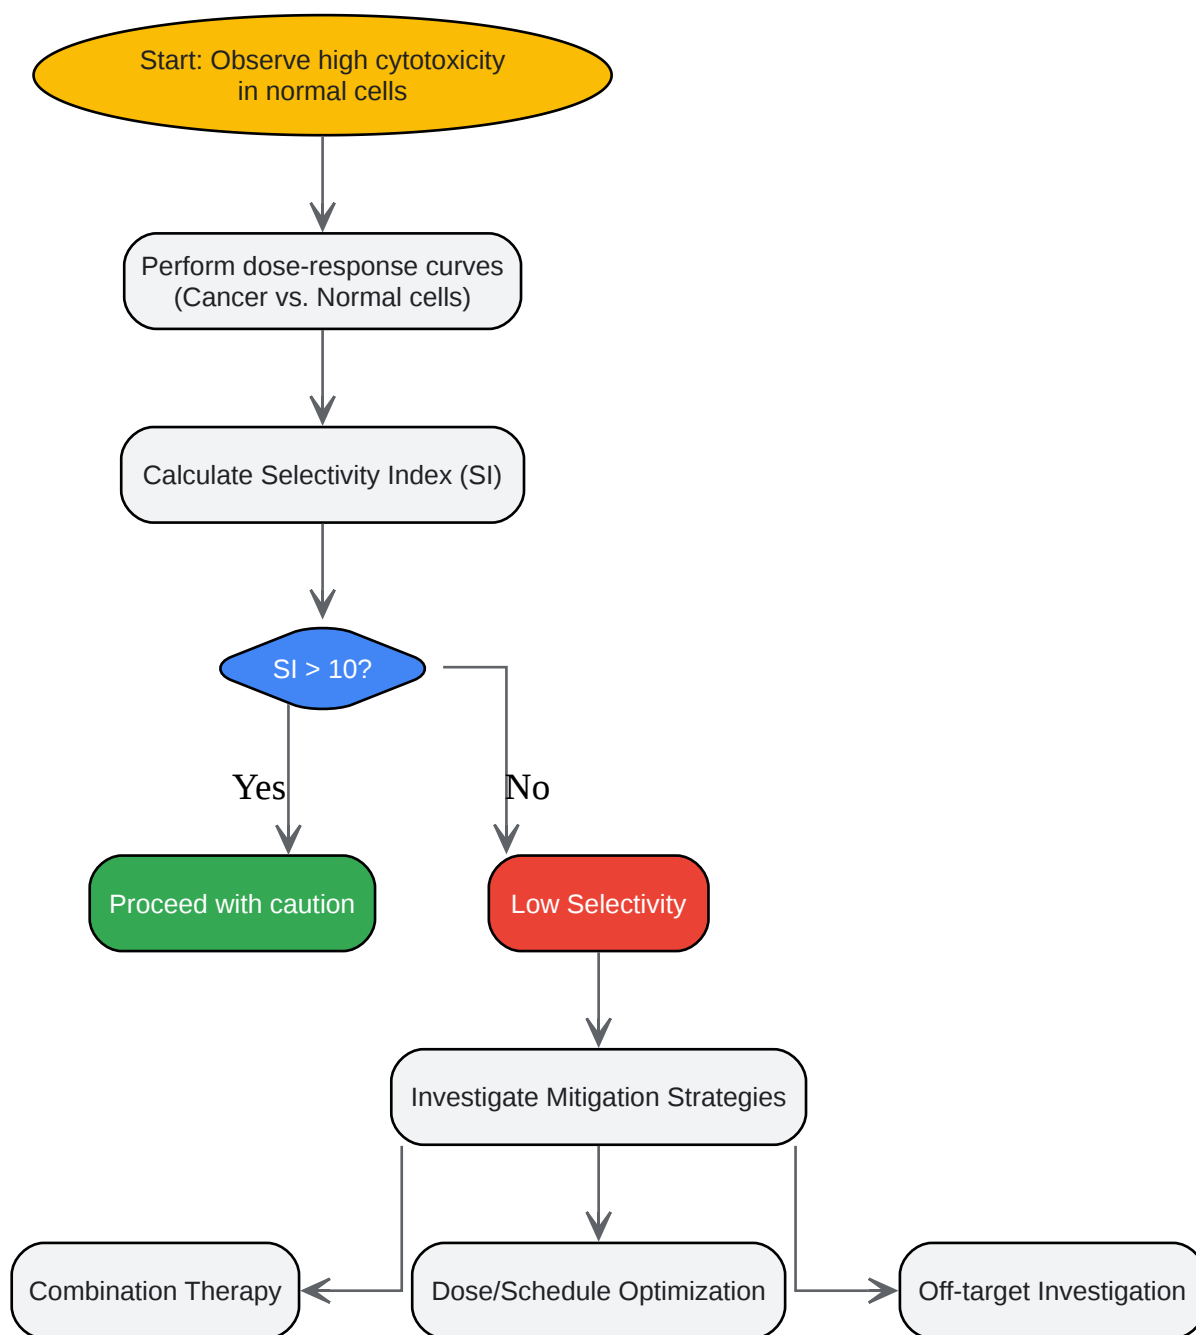 Start: Observe high cytotoxicity
in normal cells
Perform dose-response curves
(Cancer vs. Normal cells)
Calculate Selectivity Index (SI)
SI > 10?
Yes
No
Proceed with caution
Low Selectivity
Investigate Mitigation Strategies
Combination Therapy
Dose/Schedule Optimization
Off-target Investigation